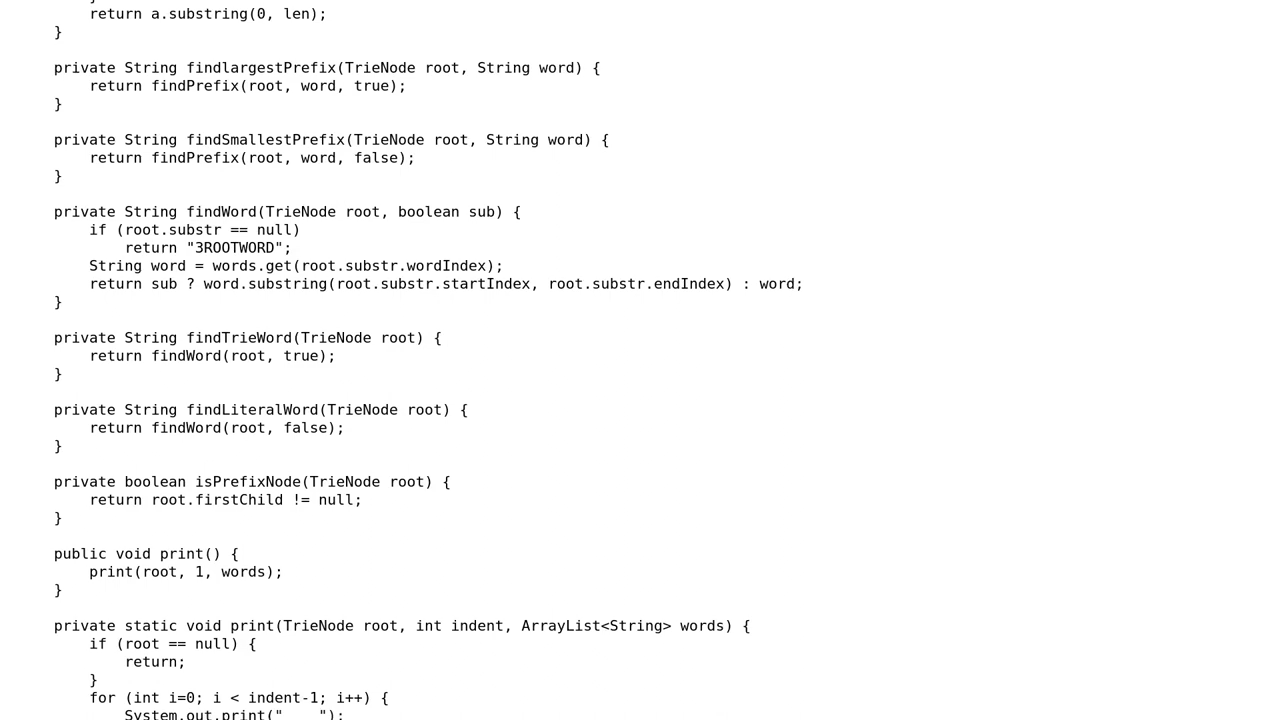 return a.substring(0, len);
}
private String findlargestPrefix(TrieNode root, String word) {
return findPrefix(root, word, true);
}
private String findSmallestPrefix(TrieNode root, String word) {
return findPrefix(root, word, false);
}
private String findWord(TrieNode root, boolean sub) {
if (root.substr == null)
return "3ROOTWORD";
String word = words.get(root.substr.wordIndex);
return sub ? word.substring(root.substr.startIndex, root.substr.endIndex) : word;
}
private String findTrieWord(TrieNode root) {
return findWord(root, true);
}
private String findLiteralWord(TrieNode root) {
return findWord(root, false);
}
private boolean isPrefixNode(TrieNode root) {
return root.firstChild != null;
}
public void print() {
print(root, 1, words);
}
private static void print(TrieNode root, int indent, ArrayList<String> words) {
if (root == null) {
return;
}
for (int i=0; i < indent-1; i++) {
System.out.print("    ");